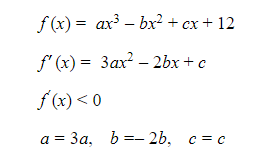 f (x) = ax³ – bx² + cx + 12
f′ (x) = 3ax² – 2bx + c
f′(x) < 0
a = 3a, b =– 2b, c = c